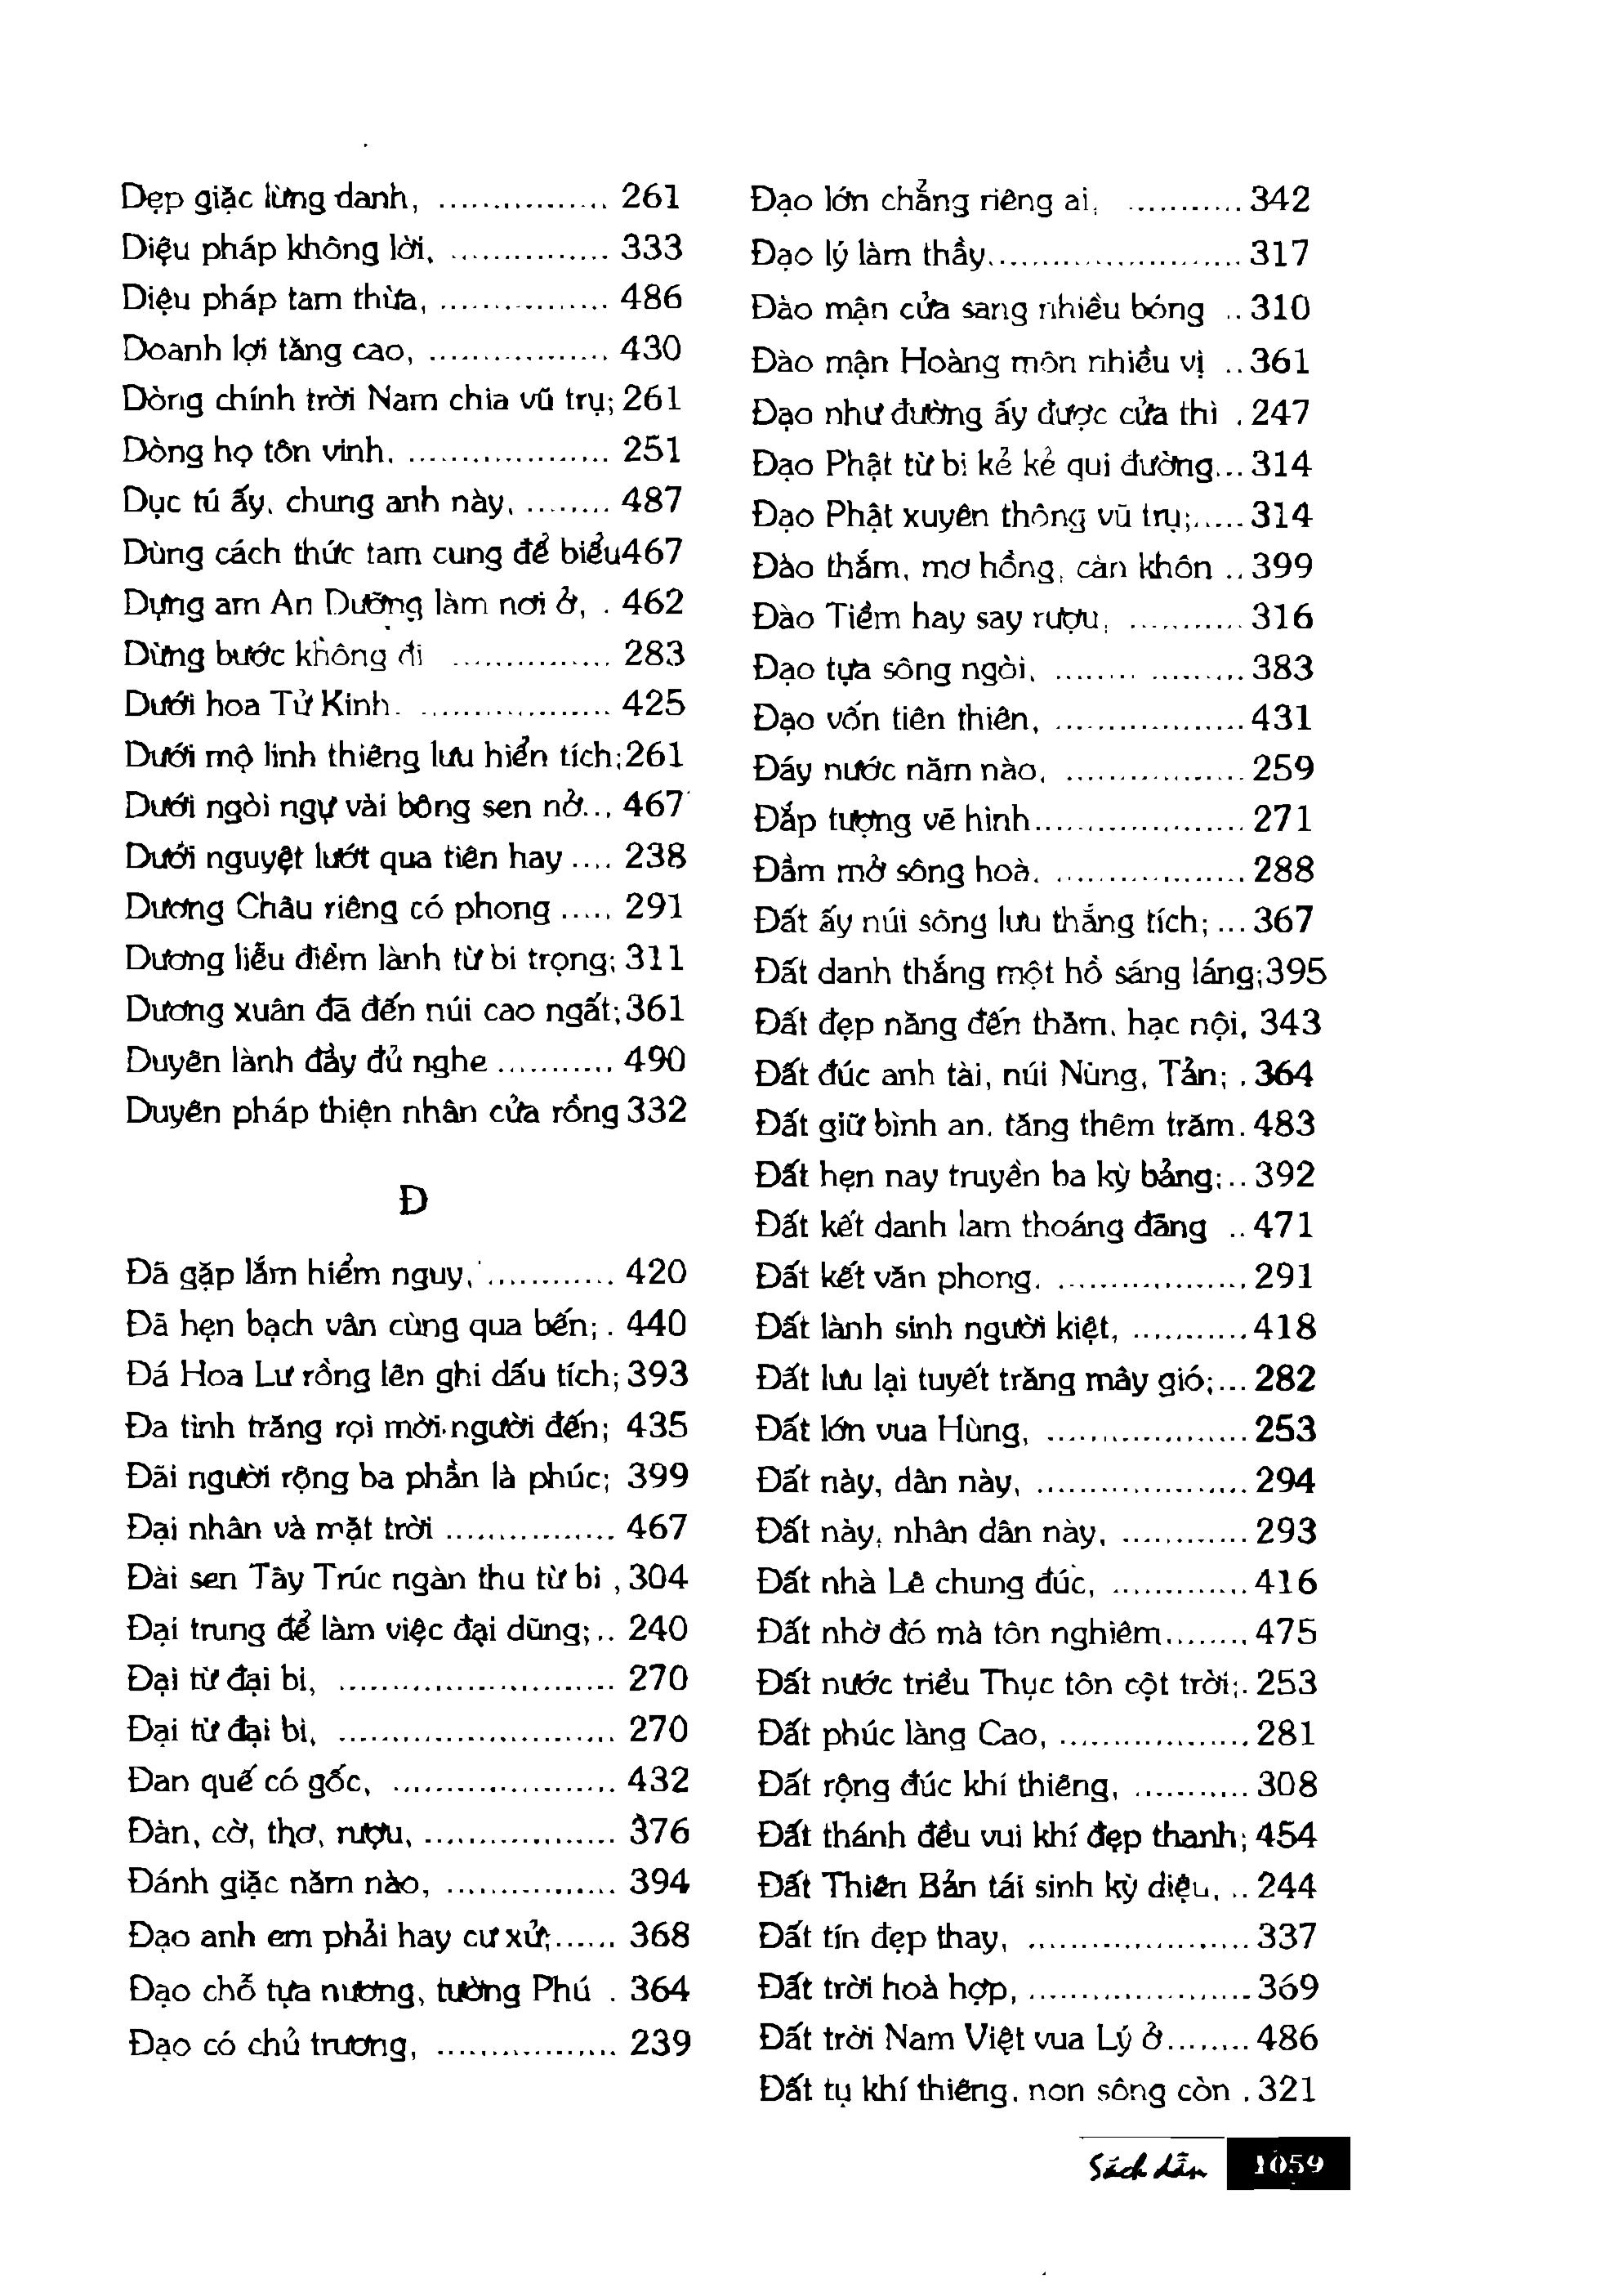 Dẹp giặc lừng danh, ................ 261
Diệu pháp không lời, ............... 333
Diệu pháp tam thừa, ................ 486
Doanh lợi tăng cao, ................. 430
Dòng chính trời Nam chia vũ trụ; 261
Dòng họ tôn vinh, ................... 251
Dục tú ấy, chung anh này, ........ 487
Dùng cách thức tam cung để biểu467
Dựng am An Dưỡng làm nơi ở, . 462
Dừng bước không đi ............... 283
Dưới hoa Tử Kinh. .................. 425
Dưới mộ linh thiêng lưu hiển tích;261
Dưới ngòi ngự vài bông sen nở... 467
Dưới nguyệt lướt qua tiên hay .... 238
Dương Châu riêng có phong ..... 291
Dương liễu điềm lành từ bi trọng; 311
Dương xuân đã đến núi cao ngất;361
Duyên lành đầy đủ nghe ........... 490
Duyên pháp thiện nhân cửa rồng 332
Đ
Đã gặp lắm hiểm nguy, ............ 420
Đã hẹn bạch vân cùng qua bến; . 440
Đá Hoa Lư rồng lên ghi dấu tích; 393
Đa tình trăng rọi mời người đến; 435
Đãi người rộng ba phần là phúc; 399
Đại nhân và mặt trời ................ 467
Đài sen Tây Trúc ngàn thu từ bi , 304
Đại trung để làm việc đại dũng; .. 240
Đại từ đại bi, .......................... 270
Đại từ đại bi, .......................... 270
Đan quế có gốc, ..................... 432
Đàn, cờ, thơ, rượu, .................. 376
Đánh giặc năm nào, ................ 394
Đạo anh em phải hay cư xử; ...... 368
Đạo chỗ tựa nương, tường Phú . 364
Đạo có chủ trương, ................. 239
Đạo lớn chẳng riêng ai, ........... 342
Đạo lý làm thầy........................ 317
Đào mận cửa sang nhiều bóng .. 310
Đào mận Hoàng môn nhiều vị .. 361
Đạo như đường ấy được cửa thì . 247
Đạo Phật từ bi kẻ kẻ qui đường... 314
Đạo Phật xuyên thông vũ trụ;..... 314
Đào thắm, mơ hồng, càn khôn .. 399
Đào Tiềm hay say rượu, ........... 316
Đạo tựa sông ngòi, ........ ......... 383
Đạo vốn tiên thiên, .................. 431
Đáy nước năm nào, ................. 259
Đắp tượng vẽ hình.................... 271
Đầm mở sông hoà, .................. 288
Đất ấy núi sông lưu thắng tích; ... 367
Đất danh thắng một hồ sáng láng;395
Đất đẹp năng đến thăm, hạc nội, 343
Đất đúc anh tài, núi Nùng, Tản; . 364
Đất giữ bình an, tăng thêm trăm. 483
Đất hẹn nay truyền ba kỳ bảng; .. 392
Đất kết danh lam thoáng đãng .. 471
Đất kết văn phong. .................. 291
Đất lành sinh người kiệt, ........... 418
Đất lưu lại tuyết trăng mây gió;... 282
Đất lớn vua Hùng, ................... 253
Đất này, dân này, .................... 294
Đất này, nhân dân này, ............ 293
Đất nhà Lê chung đúc, ............. 416
Đất nhờ đó mà tôn nghiêm........ 475
Đất nước triều Thục tôn cột trời;. 253
Đất phúc làng Cao, .................. 281
Đất rộng đúc khí thiêng, ........... 308
Đất thánh đều vui khí đẹp thanh; 454
Đất Thiên Bản tái sinh kỳ diệu, .. 244
Đất tín đẹp thay, ..................... 337
Đất trời hoà hợp, ..................... 369
Đất trời Nam Việt vua Lý ở........ 486
Đất tụ khí thiêng, non sông còn . 321
Sách dẫn 1059